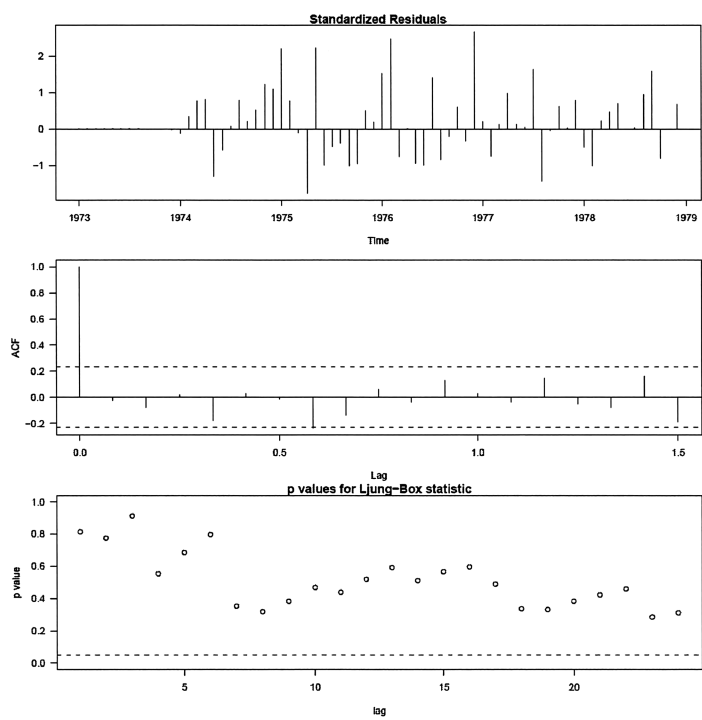 Standardized Residuals
2
1
0
−1
1973 1974 1975 1976 1977 1978 1979
Time
ACF
1.0
0.8
0.6
0.4
0.2
0.0
−0.2
0.0 0.5 1.0 1.5
Lag
p values for Ljung−Box statistic
p value
1.0
0.8
0.6
0.4
0.2
0.0
5 10 15 20
lag